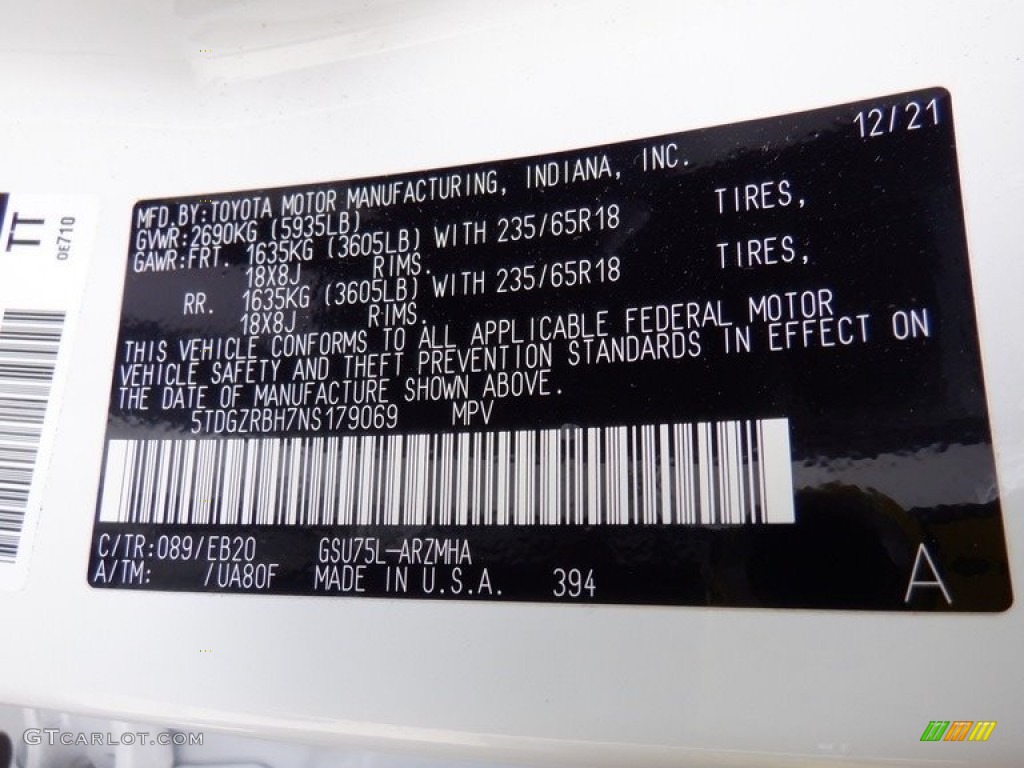 12/21
MFD.BY:TOYOTA MOTOR MANUFACTURING, INDIANA, INC.
GVWR:2690KG (5935LB)
GAWR:FRT. 1635KG (3605LB) WITH 235/65R18 TIRES,
18X8J RIMS.
RR. 1635KG (3605LB) WITH 235/65R18 TIRES,
18X8J RIMS.
THIS VEHICLE CONFORMS TO ALL APPLICABLE FEDERAL MOTOR
VEHICLE SAFETY AND THEFT PREVENTION STANDARDS IN EFFECT ON
THE DATE OF MANUFACTURE SHOWN ABOVE.
5TDGZRBH7NS179069 MPV
C/TR:089/EB20 GSU75L-ARZMHA
A/TM: /UA80F MADE IN U.S.A. 394 A
TT
0E710
GTCARLOT.COM